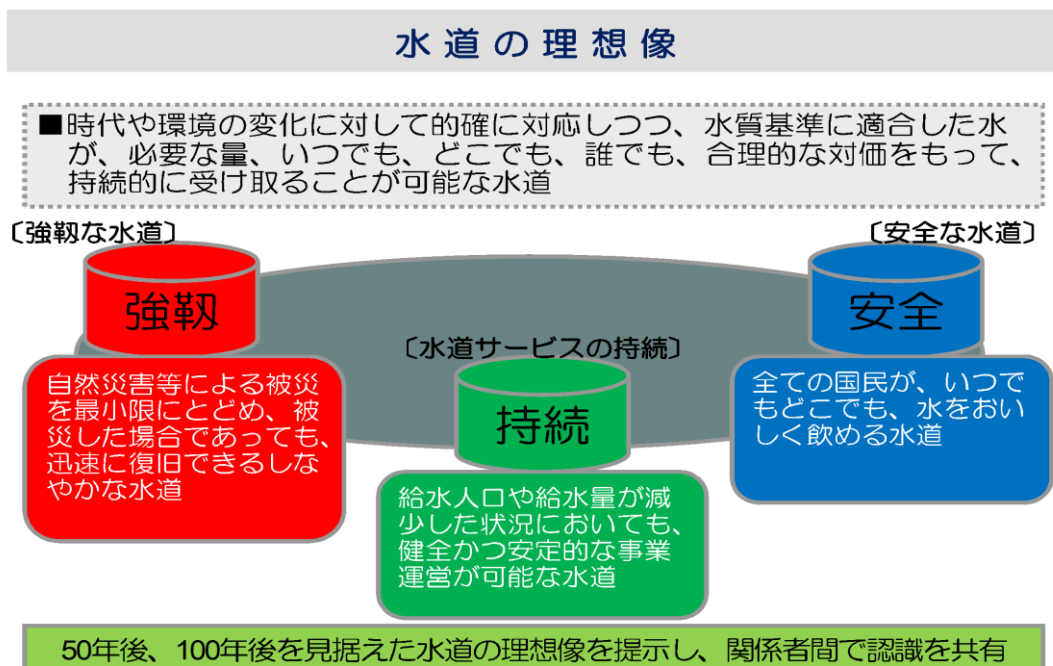 水道の理想像
■時代や環境の変化に対して的確に対応しつつ、水質基準に適合した水
が、必要な量、いつでも、どこでも、誰でも、合理的な対価をもって、
持続的に受け取ることが可能な水道
〔強靱な水道〕
〔安全な水道〕
強靱
安全
自然災害等による被災
を最小限にとどめ、被
災した場合であっても、
迅速に復旧できるしな
やかな水道
〔水道サービスの持続〕
持続
給水人口や給水量が減
少した状況においても、
健全かつ安定的な事業
運営が可能な水道
全ての国民が、いつで
もどこでも、水をおい
しく飲める水道
50年後、100年後を見据えた水道の理想像を提示し、関係者間で認識を共有